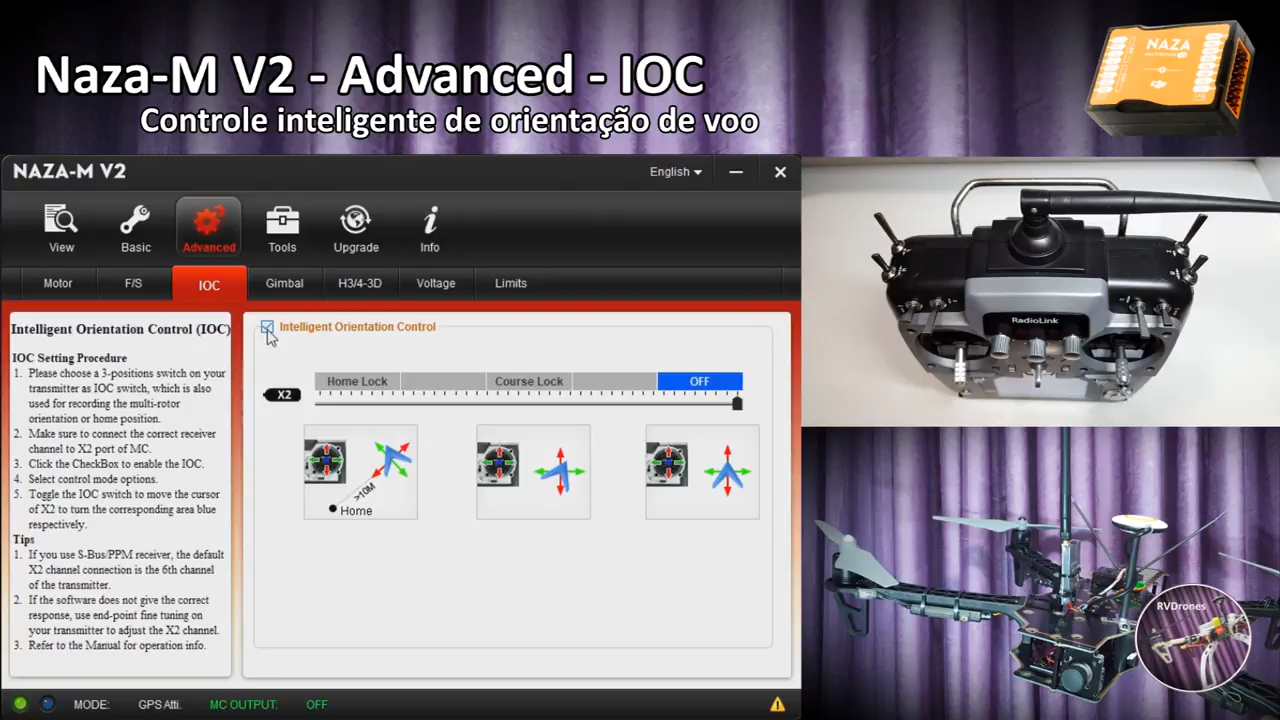 Naza-M V2 - Advanced - IOC
Controle inteligente de orientação de voo
NAZA
NAZA-M V2
English
View
Basic
Advanced
Tools
Upgrade
Info
Motor
F/S
IOC
Gimbal
H3/4-3D
Voltage
Limits
Intelligent Orientation Control (IOC)
IOC Setting Procedure
1. Please choose a 3-positions switch on your
transmitter as IOC switch, which is also
used for recording the multi-rotor
orientation or home position.
2. Make sure to connect the correct receiver
channel to X2 port of MC.
3. Click the CheckBox to enable the IOC.
4. Select control mode options.
5. Toggle the IOC switch to move the cursor
of X2 to turn the corresponding area blue
respectively.
Tips
1. If you use S-Bus/PPM receiver, the default
X2 channel connection is the 6th channel
of the transmitter.
2. If the software does not give the correct
response, use end-point fine tuning on
your transmitter to adjust the X2 channel.
3. Refer to the Manual for operation info.
Intelligent Orientation Control
Home Lock
Course Lock
OFF
X2
>10M
Home
MODE:
GPS Atti.
MC OUTPUT:
OFF
RadioLink
RVDrones